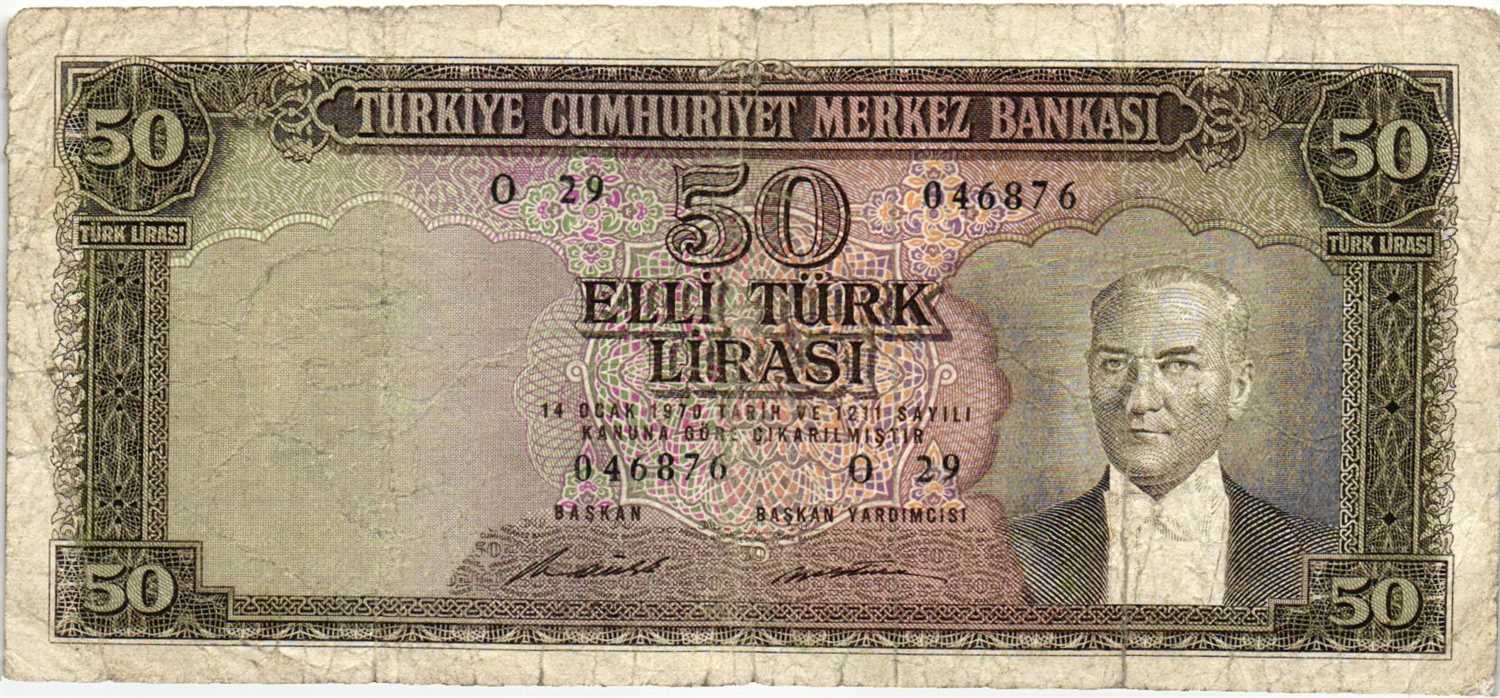 TÜRKİYE CUMHURİYET MERKEZ BANKASI
50 50
O 29 50 046876
TÜRK LİRASI TÜRK LİRASI
ELLİ TÜRK
LİRASI
14 OCAK 1970 TARİH VE 1211 SAYILI
KANUNA GÖRE ÇIKARILMIŞTIR
046876 O 29
BAŞKAN BAŞKAN YARDIMCISI
50 50